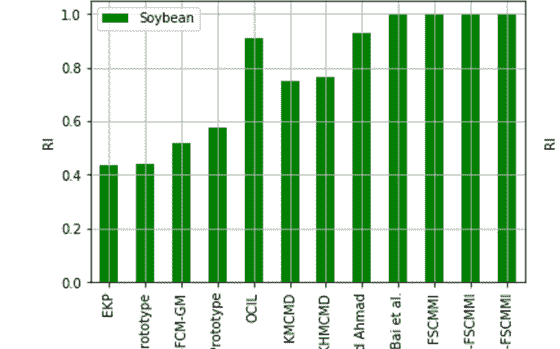 1.0
0.8
0.6
0.4
0.2
0.0
RI
Soybean
EKP
rototype
FCM-GM
rototype
OCIL
KMCMD
KHMCMD
d Ahmad
Bai et al.
FSCMMI
-FSCMMI
-FSCMMI
RI